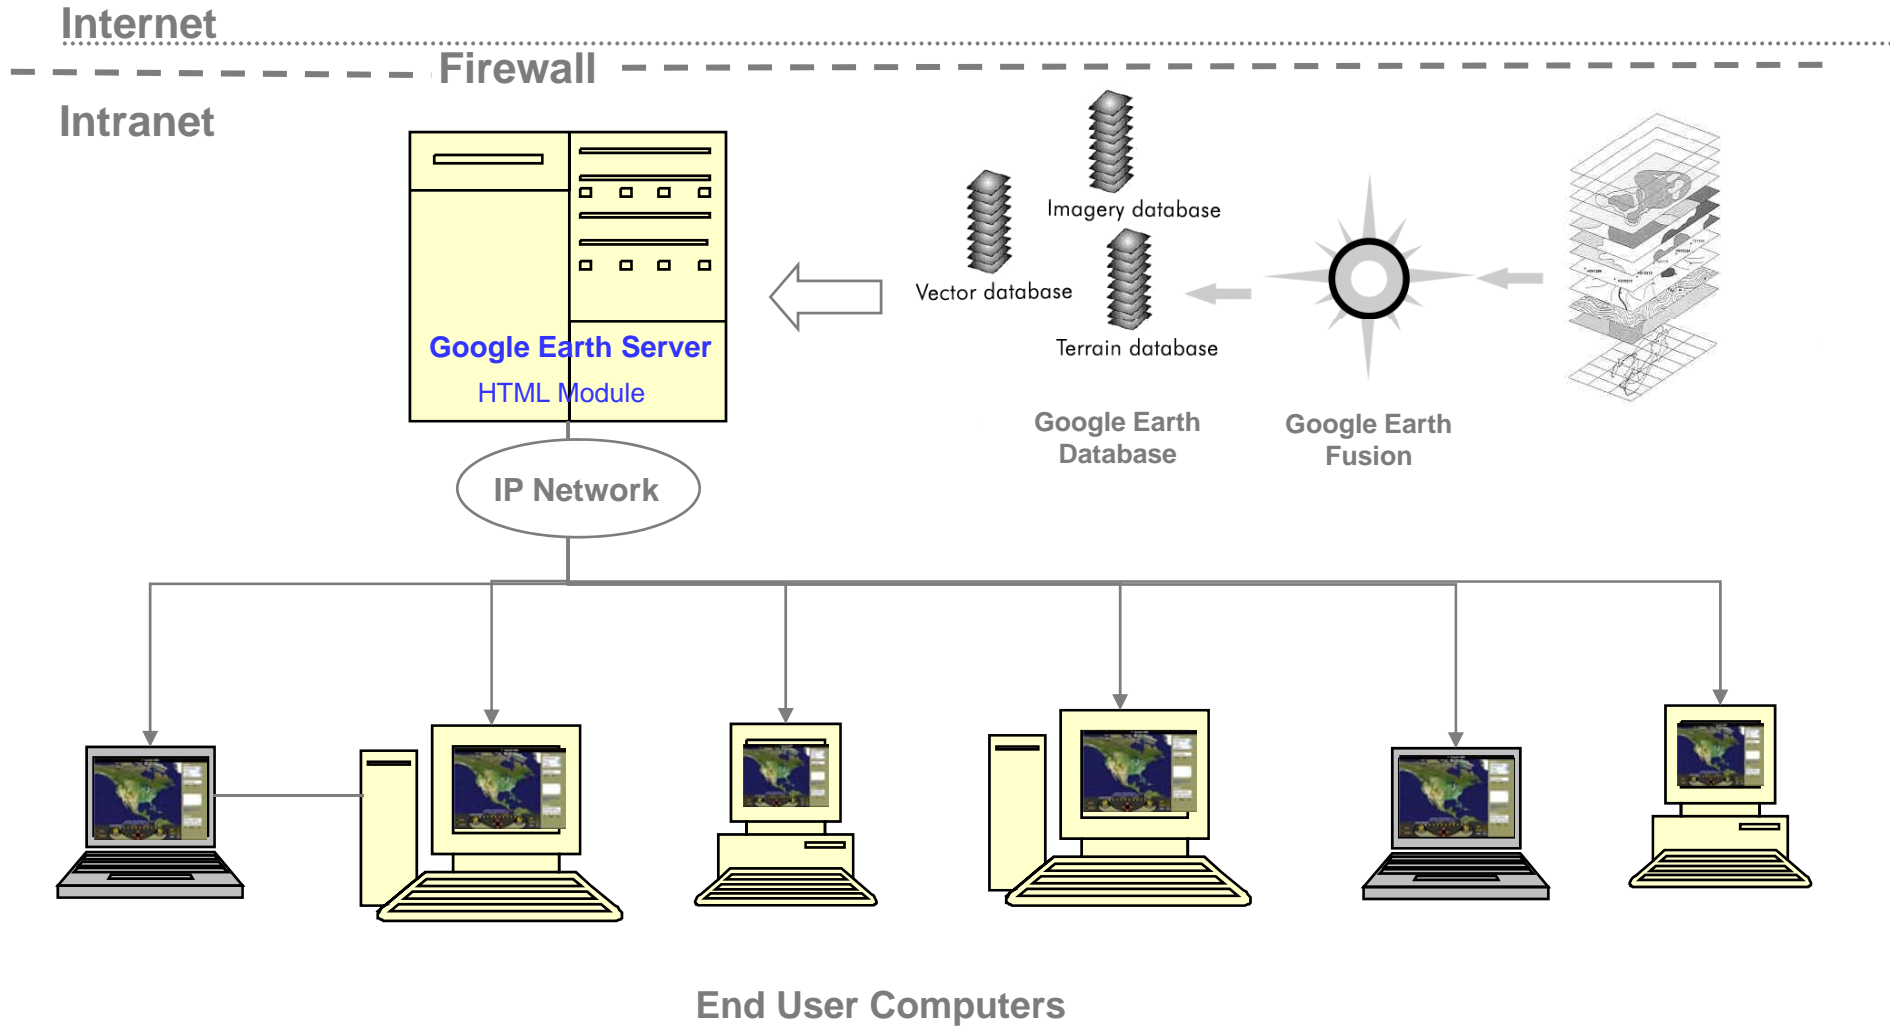 Internet
Firewall
Intranet
Imagery database
Vector database
Terrain database
Google Earth Server
HTML Module
Google Earth
Database
Google Earth
Fusion
IP Network
End User Computers